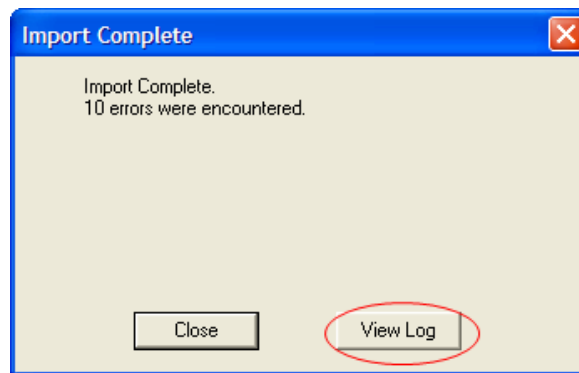 Import Complete
Import Complete.
10 errors were encountered.
Close
View Log